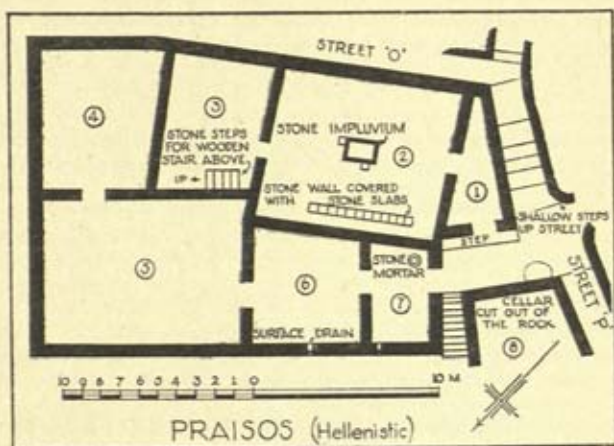 STREET "O"
④
③
STONE STEPS
FOR WOODEN
STAIR ABOVE
UP
STONE IMPLUVIUM
②
①
STONE WALL COVERED
WITH STONE SLABS
SHALLOW STEPS
UP STREET
STEP
⑤
⑥
STONE
MORTAR
⑦
STREET "P"
CELLAR
CUT OUT OF
THE ROCK
⑧
SURFACE DRAIN
10 9 8 7 6 5 4 3 2 1 0 10 M.
PRAISOS (Hellenistic)